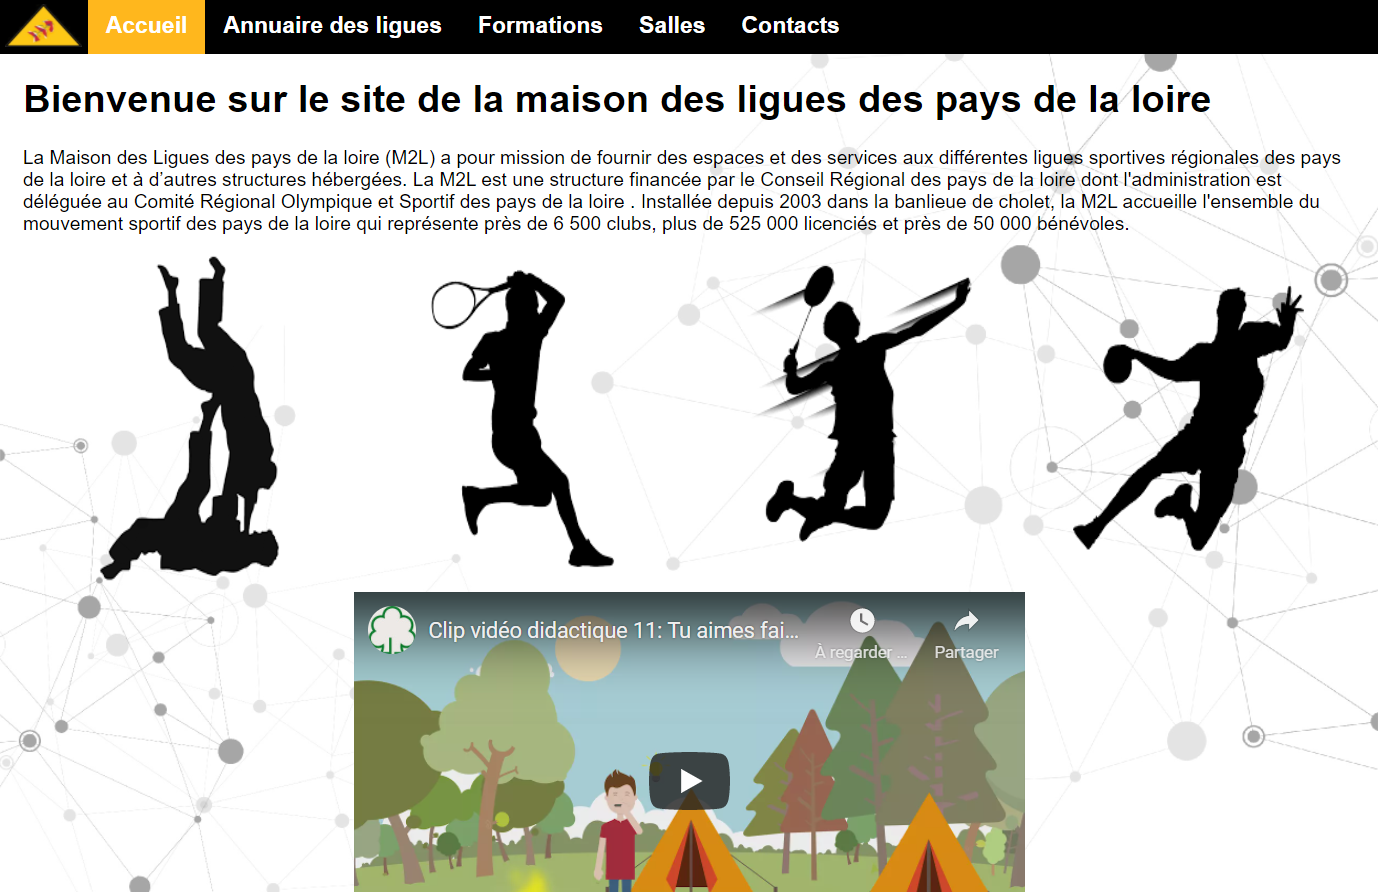 Accueil Annuaire des ligues Formations Salles Contacts
Bienvenue sur le site de la maison des ligues des pays de la loire
La Maison des Ligues des pays de la loire (M2L) a pour mission de fournir des espaces et des services aux différentes ligues sportives régionales des pays
de la loire et à d’autres structures hébergées. La M2L est une structure financée par le Conseil Régional des pays de la loire dont l'administration est
déléguée au Comité Régional Olympique et Sportif des pays de la loire . Installée depuis 2003 dans la banlieue de cholet, la M2L accueille l'ensemble du
mouvement sportif des pays de la loire qui représente près de 6 500 clubs, plus de 525 000 licenciés et près de 50 000 bénévoles.
Clip vidéo didactique 11: Tu aimes fai...
À regarder ... Partager